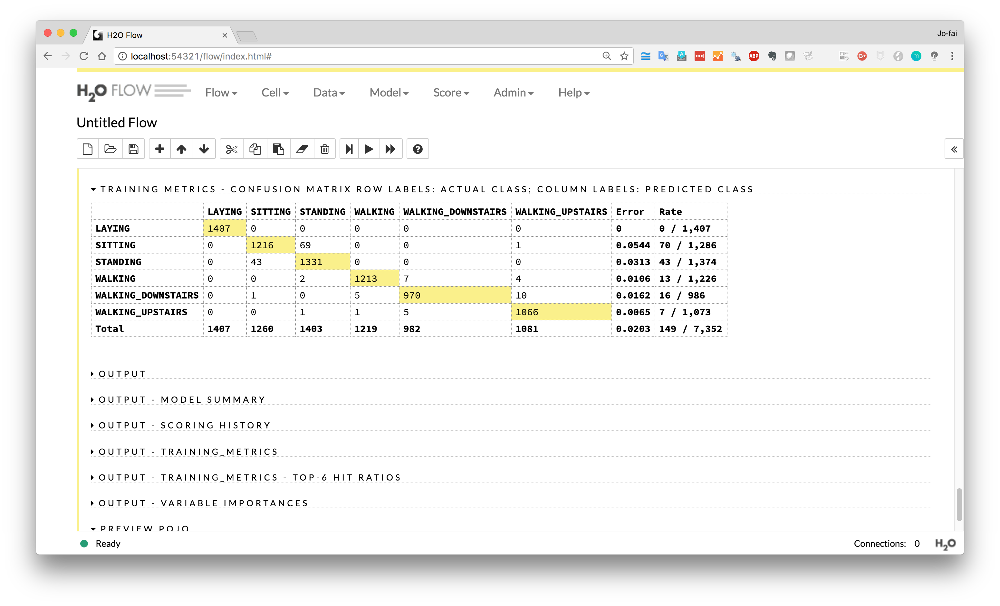 H2O Flow
Jo-fai
localhost:54321/flow/index.html#
H2O FLOW Flow Cell Data Model Score Admin Help
Untitled Flow
TRAINING METRICS - CONFUSION MATRIX ROW LABELS: ACTUAL CLASS; COLUMN LABELS: PREDICTED CLASS
LAYING SITTING STANDING WALKING WALKING_DOWNSTAIRS WALKING_UPSTAIRS Error Rate
LAYING 1407 0 0 0 0 0 0 0 / 1,407
SITTING 0 1216 69 0 0 1 0.0544 70 / 1,286
STANDING 0 43 1331 0 0 0 0.0313 43 / 1,374
WALKING 0 0 2 1213 7 4 0.0106 13 / 1,226
WALKING_DOWNSTAIRS 0 1 0 5 970 10 0.0162 16 / 986
WALKING_UPSTAIRS 0 0 1 1 5 1066 0.0065 7 / 1,073
Total 1407 1260 1403 1219 982 1081 0.0203 149 / 7,352
OUTPUT
OUTPUT - MODEL SUMMARY
OUTPUT - SCORING HISTORY
OUTPUT - TRAINING_METRICS
OUTPUT - TRAINING_METRICS - TOP-6 HIT RATIOS
OUTPUT - VARIABLE IMPORTANCES
PREVIEW POJO
Ready
Connections: 0 H2O